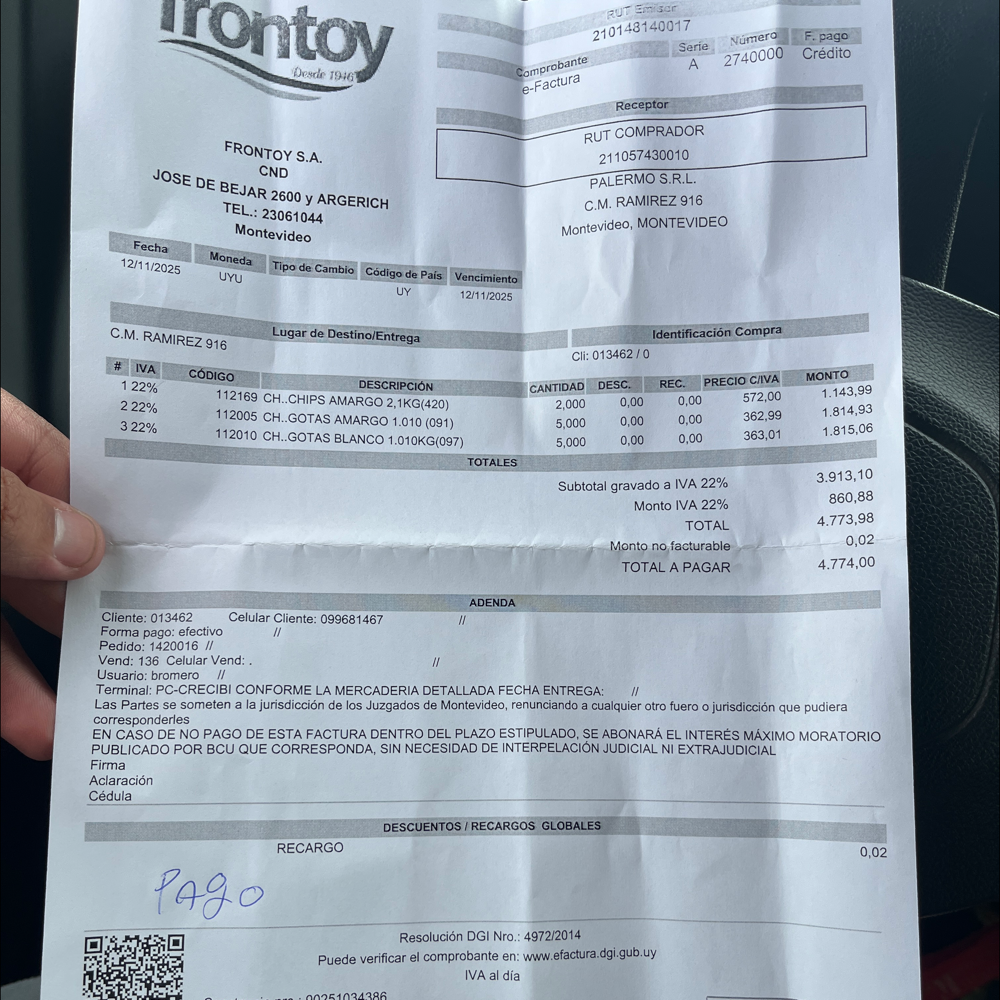 frontoy
Desde 1946
RUT Emisor
210148140017
Serie Número F. pago
A 2740000 Crédito
Comprobante
e-Factura
Receptor
RUT COMPRADOR
211057430010
PALERMO S.R.L.
C.M. RAMIREZ 916
Montevideo, MONTEVIDEO
FRONTOY S.A.
CND
JOSE DE BEJAR 2600 y ARGERICH
TEL.: 23061044
Montevideo
Fecha Moneda Tipo de Cambio Código de País Vencimiento
12/11/2025 UYU UY 12/11/2025
Lugar de Destino/Entrega Identificación Compra
C.M. RAMIREZ 916 Cli: 013462 / 0
# IVA CÓDIGO DESCRIPCIÓN CANTIDAD DESC. REC. PRECIO C/IVA MONTO
1 22% 112169 CH..CHIPS AMARGO 2,1KG(420) 2,000 0,00 0,00 572,00 1.143,99
2 22% 112005 CH..GOTAS AMARGO 1.010 (091) 5,000 0,00 0,00 362,99 1.814,93
3 22% 112010 CH..GOTAS BLANCO 1.010KG(097) 5,000 0,00 0,00 363,01 1.815,06
TOTALES
Subtotal gravado a IVA 22% 3.913,10
Monto IVA 22% 860,88
TOTAL 4.773,98
Monto no facturable 0,02
TOTAL A PAGAR 4.774,00
ADENDA
Cliente: 013462 Celular Cliente: 099681467 //
Forma pago: efectivo //
Pedido: 1420016 //
Vend: 136 Celular Vend: . //
Usuario: bromero //
Terminal: PC-CRECIBI CONFORME LA MERCADERIA DETALLADA FECHA ENTREGA: //
Las Partes se someten a la jurisdicción de los Juzgados de Montevideo, renunciando a cualquier otro fuero o jurisdicción que pudiera
corresponderles
EN CASO DE NO PAGO DE ESTA FACTURA DENTRO DEL PLAZO ESTIPULADO, SE ABONARÁ EL INTERÉS MÁXIMO MORATORIO
PUBLICADO POR BCU QUE CORRESPONDA, SIN NECESIDAD DE INTERPELACIÓN JUDICIAL NI EXTRAJUDICIAL
Firma
Aclaración
Cédula
DESCUENTOS / RECARGOS GLOBALES
RECARGO 0,02
PAgO
Resolución DGI Nro.: 4972/2014
Puede verificar el comprobante en: www.efactura.dgi.gub.uy
IVA al día
90251034386